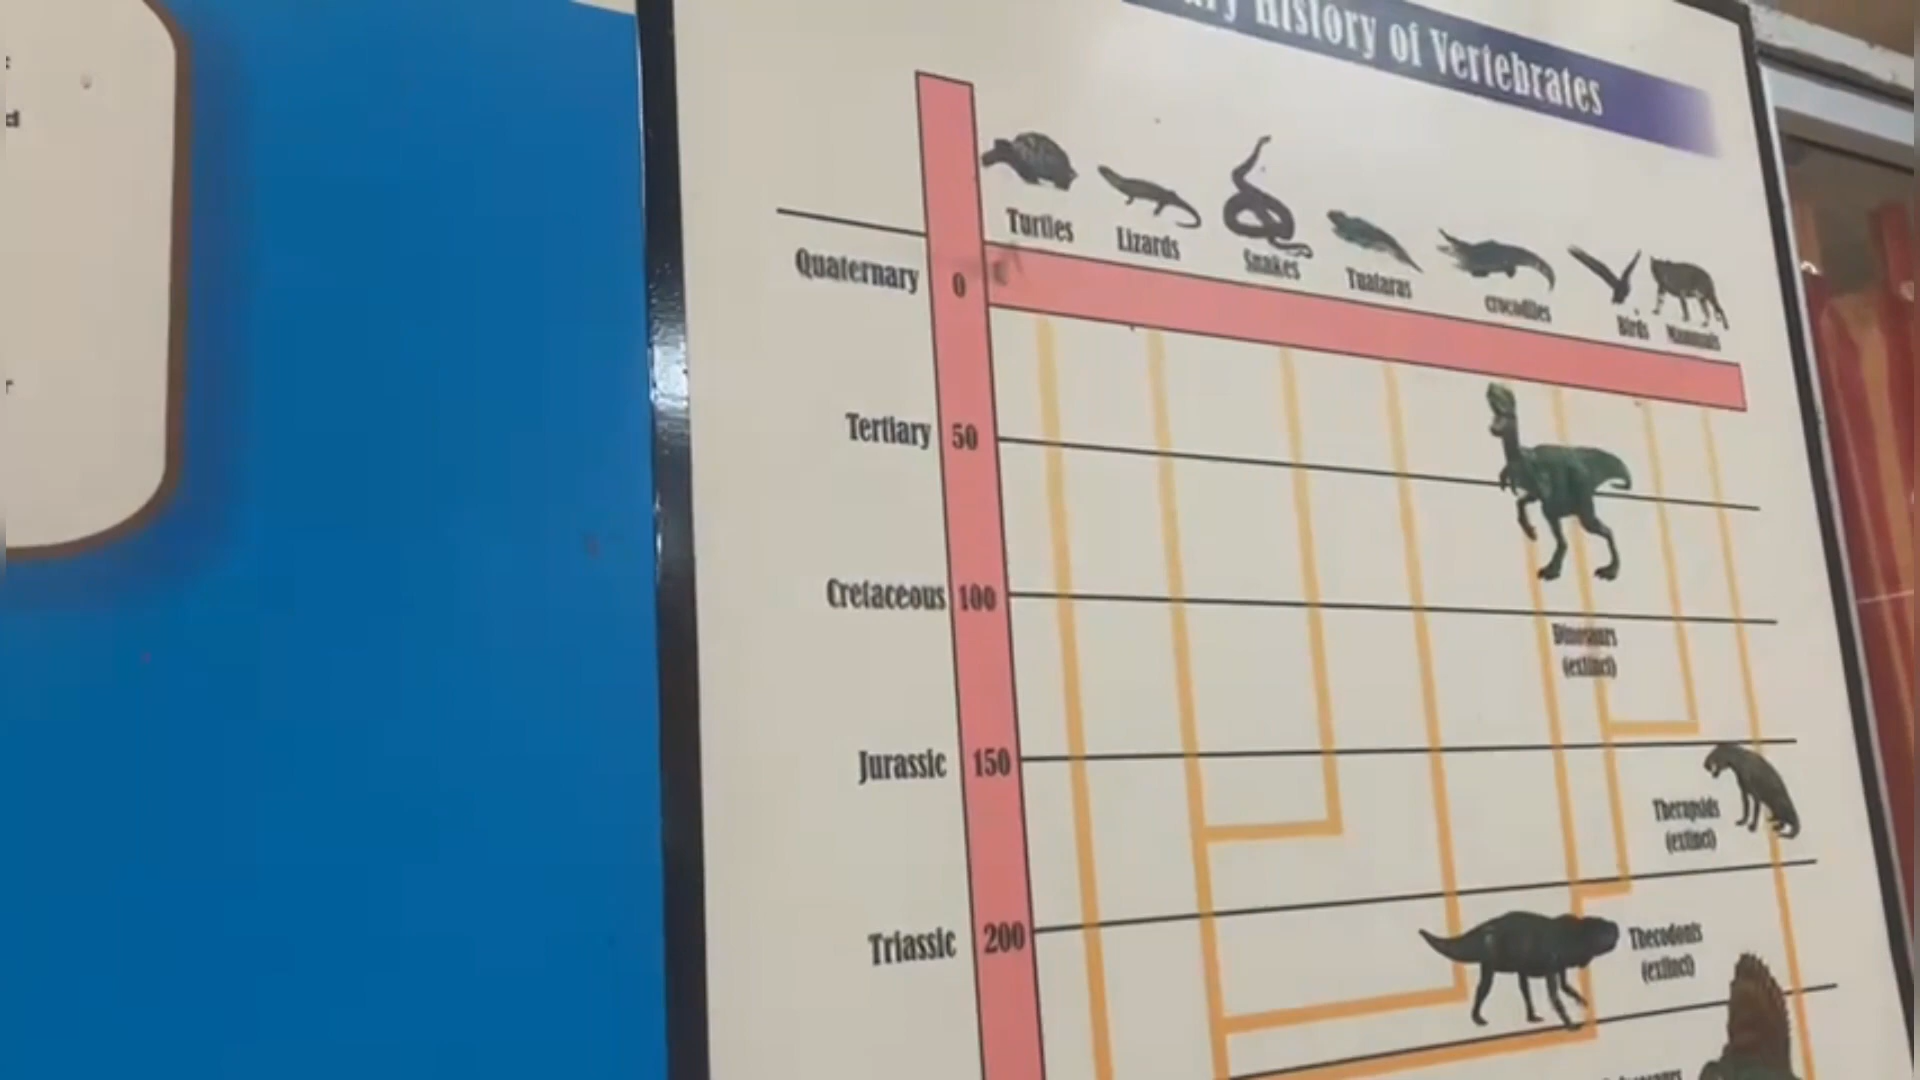 History of Vertebrates
Turtles
Lizards
Snakes
Tuataras
crocodiles
Birds
Mammals
Quaternary 0
Tertiary 50
Cretaceous 100
Dinosaurs
(extinct)
Jurassic 150
Therapsids
(extinct)
Triassic 200
Thecodonts
(extinct)